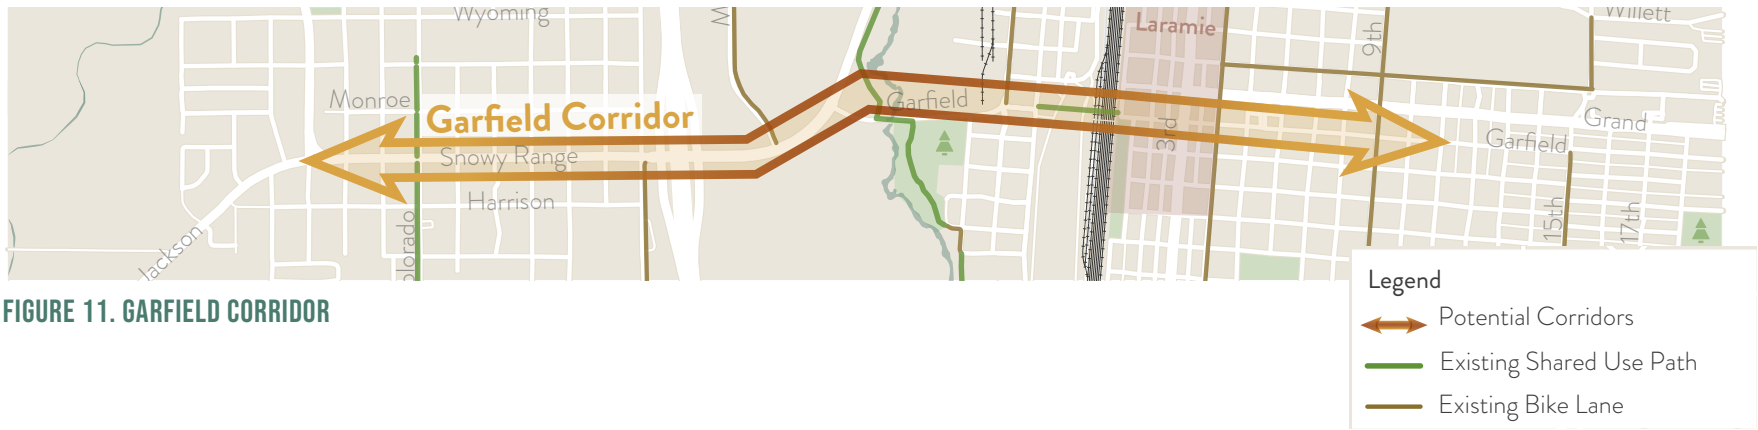 Wyoming
Willett
Laramie
9th
Monroe
Garfield
Garfield Corridor
Grand
Garfield
3rd
Snowy Range
Harrison
15th
17th
Jackson
olorado
Legend
Potential Corridors
Existing Shared Use Path
Existing Bike Lane
FIGURE 11. GARFIELD CORRIDOR